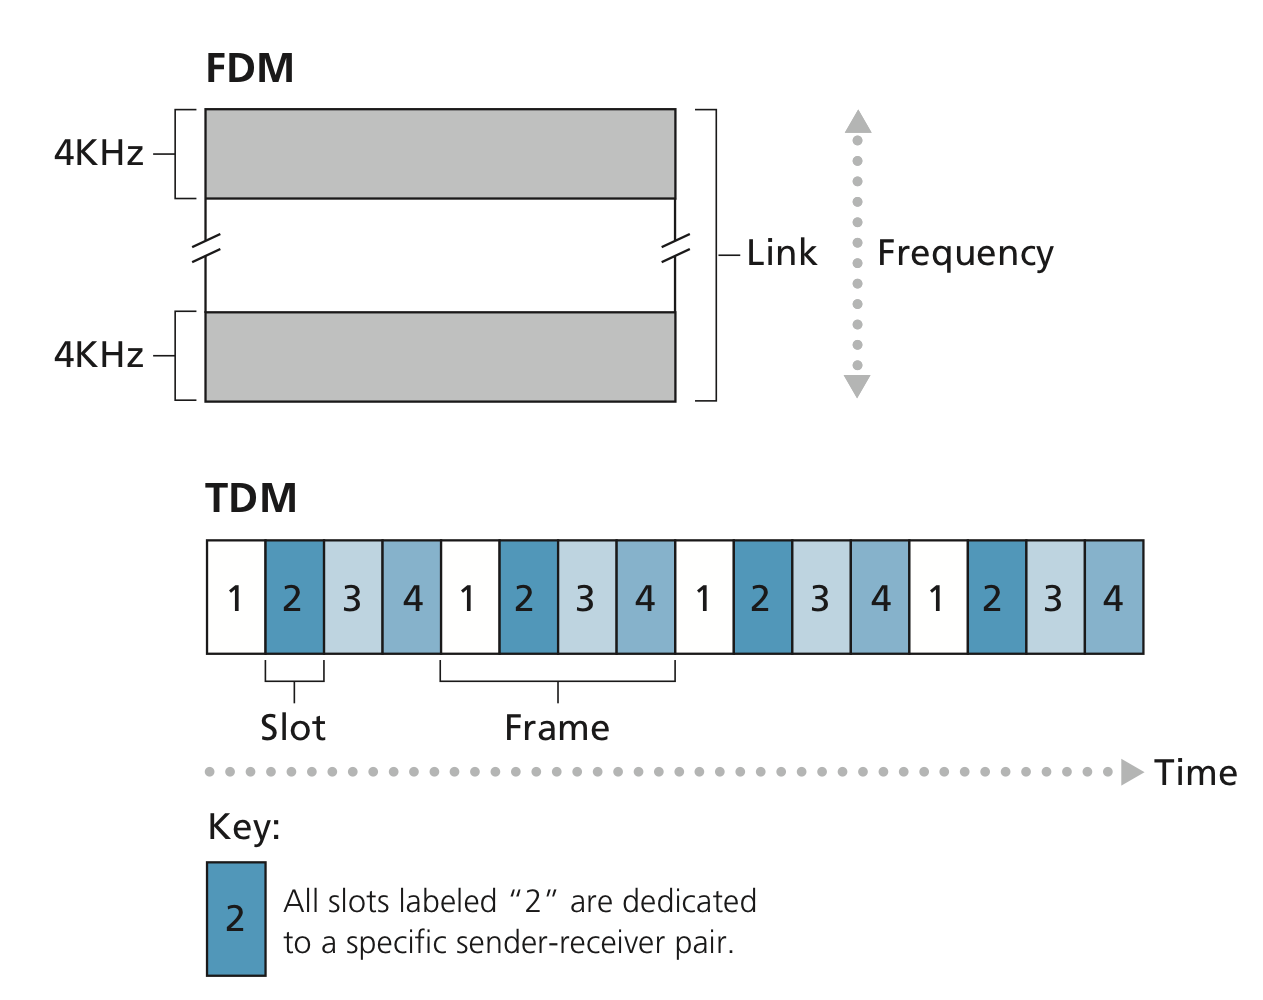 FDM
4KHz
Link
Frequency
4KHz
TDM
1 2 3 4 1 2 3 4 1 2 3 4 1 2 3 4
Slot
Frame
Time
Key:
2
All slots labeled “2” are dedicated
to a specific sender-receiver pair.